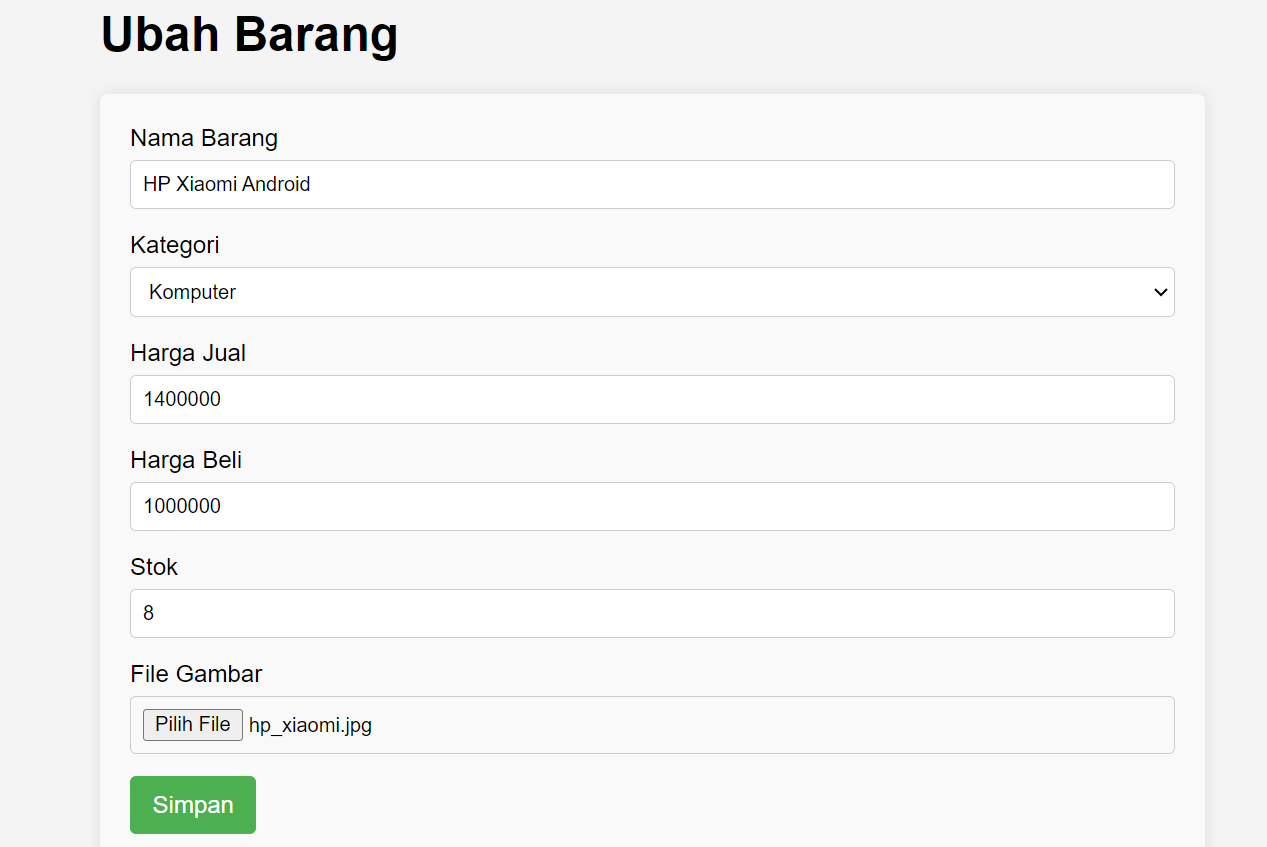 Ubah Barang
Nama Barang
HP Xiaomi Android
Kategori
Komputer
Harga Jual
1400000
Harga Beli
1000000
Stok
8
File Gambar
Pilih File hp_xiaomi.jpg
Simpan